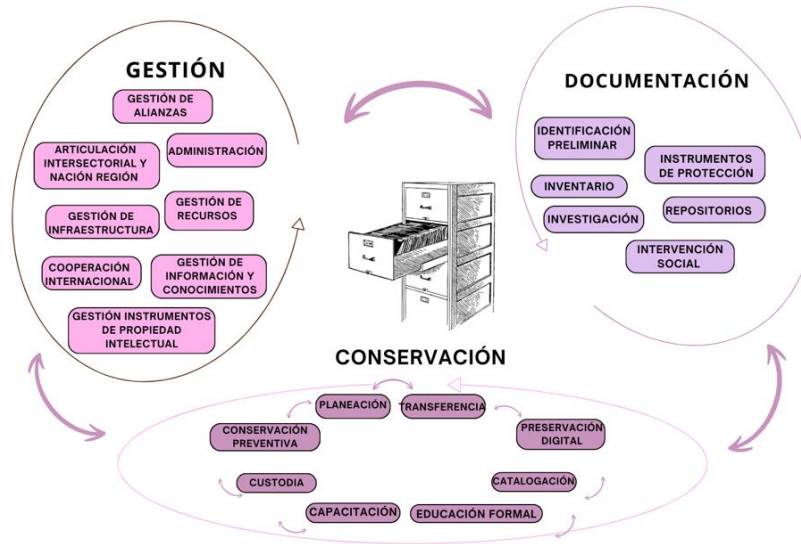 GESTIÓN
GESTIÓN DE
ALIANZAS
ARTICULACIÓN
INTERSECTORIAL Y
NACIÓN REGIÓN
ADMINISTRACIÓN
GESTIÓN DE
INFRAESTRUCTURA
GESTIÓN DE
RECURSOS
COOPERACIÓN
INTERNACIONAL
GESTIÓN DE
INFORMACIÓN Y
CONOCIMIENTOS
GESTIÓN INSTRUMENTOS
DE PROPIEDAD
INTELECTUAL
DOCUMENTACIÓN
IDENTIFICACIÓN
PRELIMINAR
INSTRUMENTOS
DE PROTECCIÓN
INVENTARIO
INVESTIGACIÓN
REPOSITORIOS
INTERVENCIÓN
SOCIAL
CONSERVACIÓN
PLANEACIÓN
TRANSFERENCIA
CONSERVACIÓN
PREVENTIVA
PRESERVACIÓN
DIGITAL
CUSTODIA
CATALOGACIÓN
CAPACITACIÓN
EDUCACIÓN FORMAL